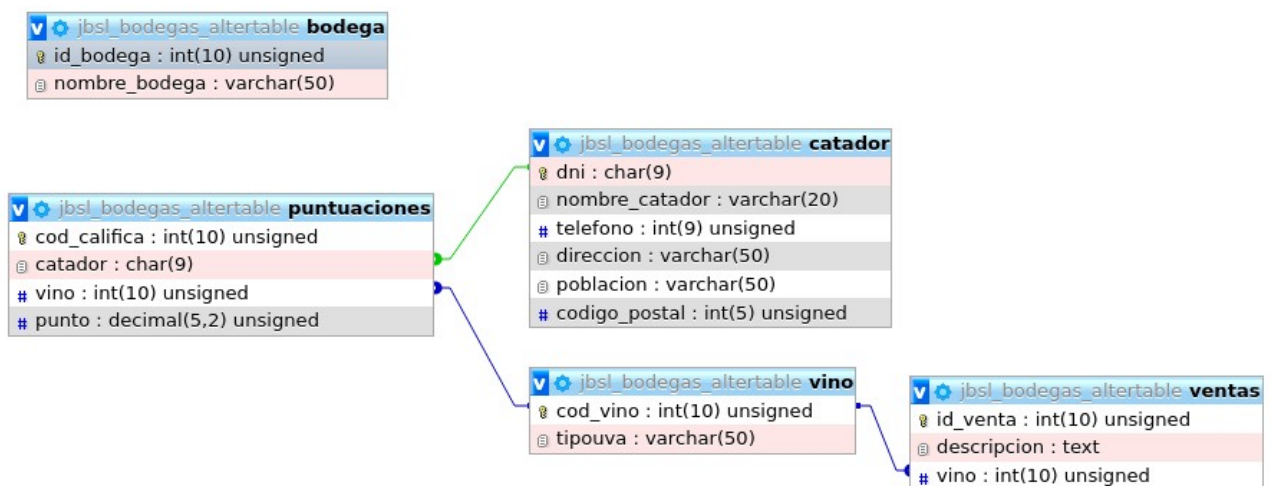 jbsl_bodegas_altertable bodega
id_bodega : int(10) unsigned
nombre_bodega : varchar(50)
jbsl_bodegas_altertable catador
dni : char(9)
nombre_catador : varchar(20)
telefono : int(9) unsigned
direccion : varchar(50)
poblacion : varchar(50)
codigo_postal : int(5) unsigned
jbsl_bodegas_altertable puntuaciones
cod_califica : int(10) unsigned
catador : char(9)
vino : int(10) unsigned
punto : decimal(5,2) unsigned
jbsl_bodegas_altertable vino
cod_vino : int(10) unsigned
tipouva : varchar(50)
jbsl_bodegas_altertable ventas
id_venta : int(10) unsigned
descripcion : text
vino : int(10) unsigned